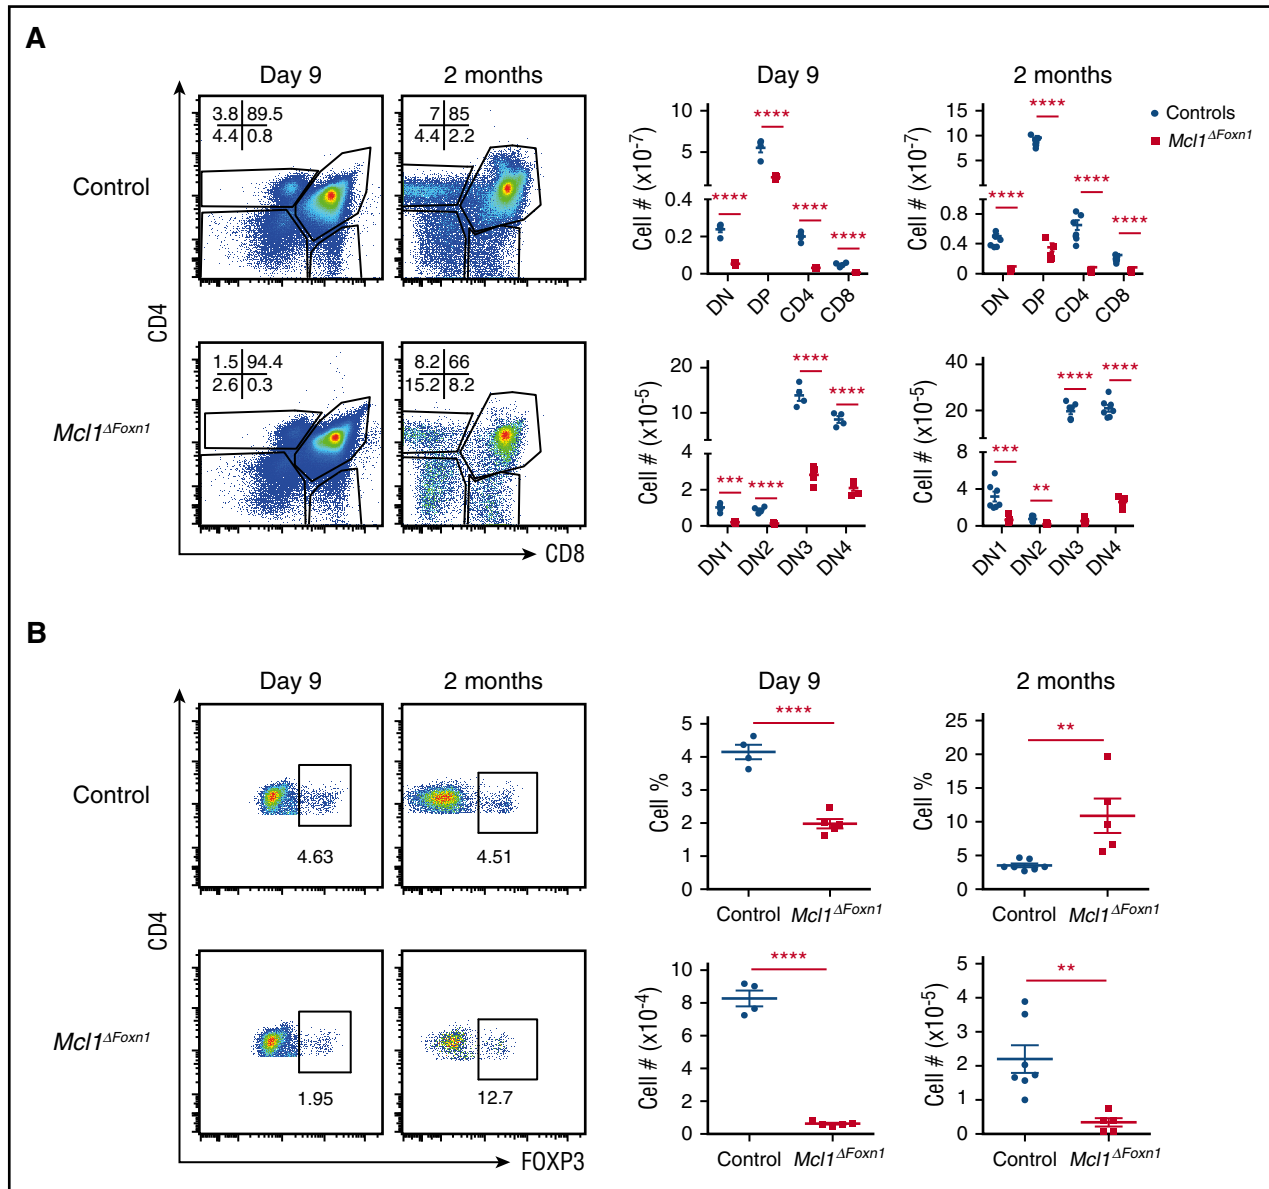 A
Day 9
2 months
Day 9
2 months
Control
3.8 89.5
4.4 0.8
7 85
4.4 2.2
Mcl1ΔFoxn1
1.5 94.4
2.6 0.3
8.2 66
15.2 8.2
CD4
CD8
Cell # (x10-7)
10
5
0.4
0.2
0
****
****
****
****
DN
DP
CD4
CD8
Cell # (x10-7)
15
10
5
0.8
0.4
0
****
****
****
****
DN
DP
CD4
CD8
Controls
Mcl1ΔFoxn1
Cell # (x10-5)
20
10
4
2
0
***
****
****
****
DN1
DN2
DN3
DN4
Cell # (x10-5)
40
20
8
4
0
***
**
****
****
DN1
DN2
DN3
DN4
B
Day 9
2 months
Day 9
2 months
Control
4.63
4.51
Mcl1ΔFoxn1
1.95
12.7
CD4
FOXP3
Cell %
5
4
3
2
1
0
****
Control Mcl1ΔFoxn1
Cell %
25
20
15
10
5
0
**
Control Mcl1ΔFoxn1
Cell # (x10-4)
10
8
6
4
2
0
****
Control Mcl1ΔFoxn1
Cell # (x10-5)
5
4
3
2
1
0
**
Control Mcl1ΔFoxn1